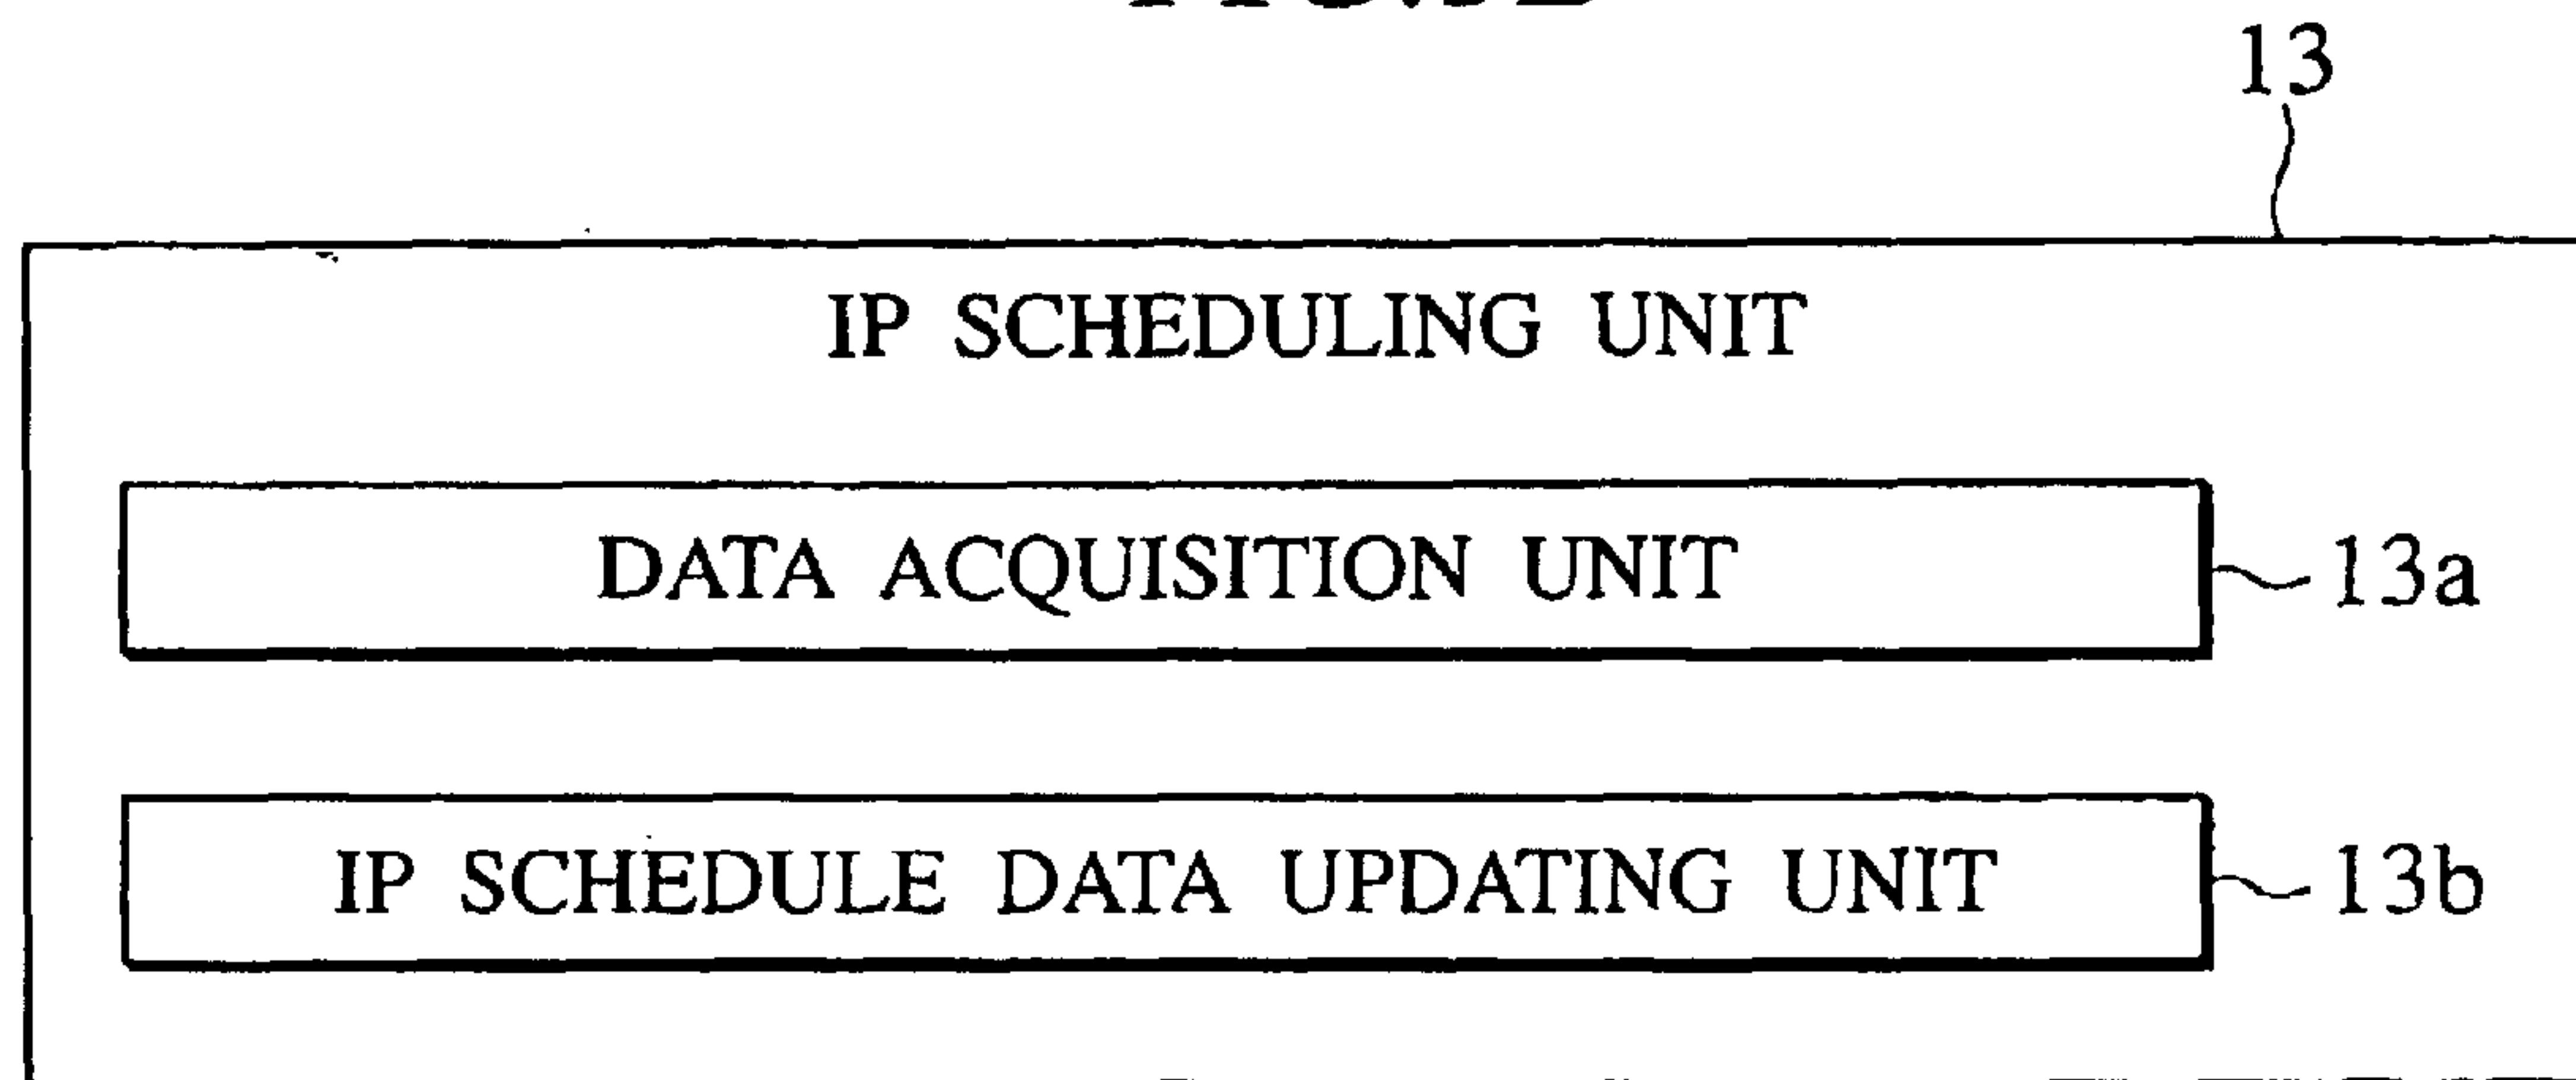 13
IP SCHEDULING UNIT
DATA ACQUISITION UNIT
13a
IP SCHEDULE DATA UPDATING UNIT
13b